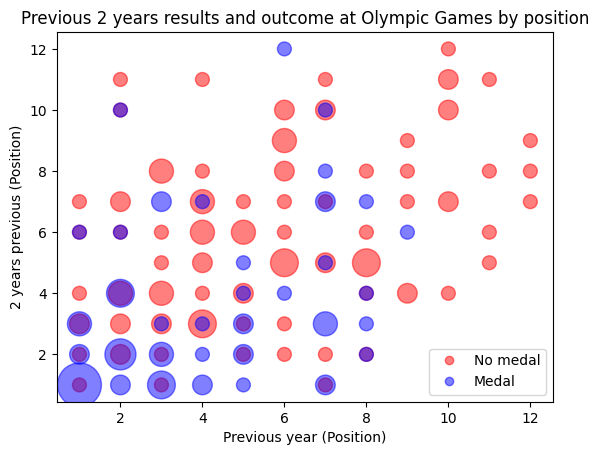 Previous 2 years results and outcome at Olympic Games by position
12
10
8
6
4
2
2 years previous (Position)
No medal
Medal
2 4 6 8 10 12
Previous year (Position)